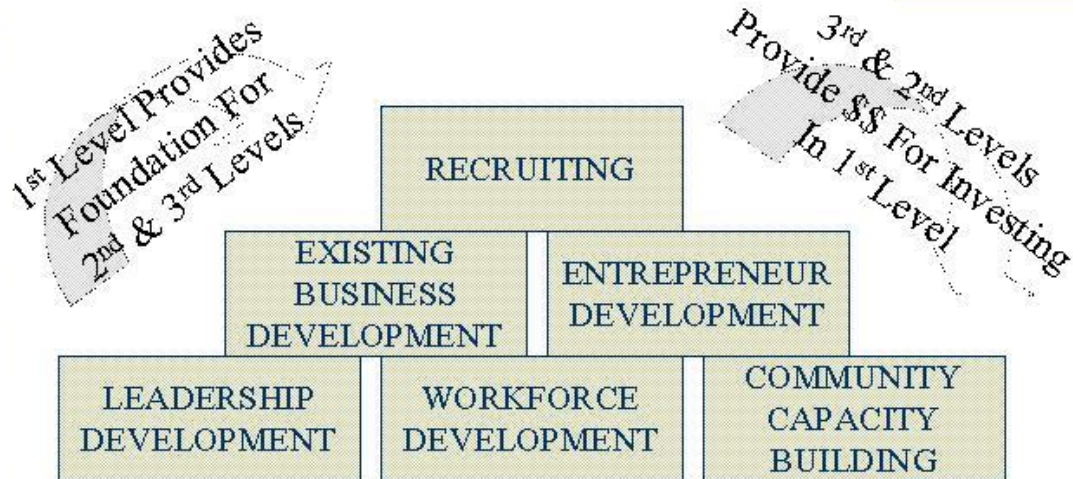 1st Level Provides
Foundation For
2nd & 3rd Levels
3rd & 2nd Levels
Provide $$ For Investing
In 1st Level
RECRUITING
EXISTING
BUSINESS
DEVELOPMENT
ENTREPRENEUR
DEVELOPMENT
LEADERSHIP
DEVELOPMENT
WORKFORCE
DEVELOPMENT
COMMUNITY
CAPACITY
BUILDING